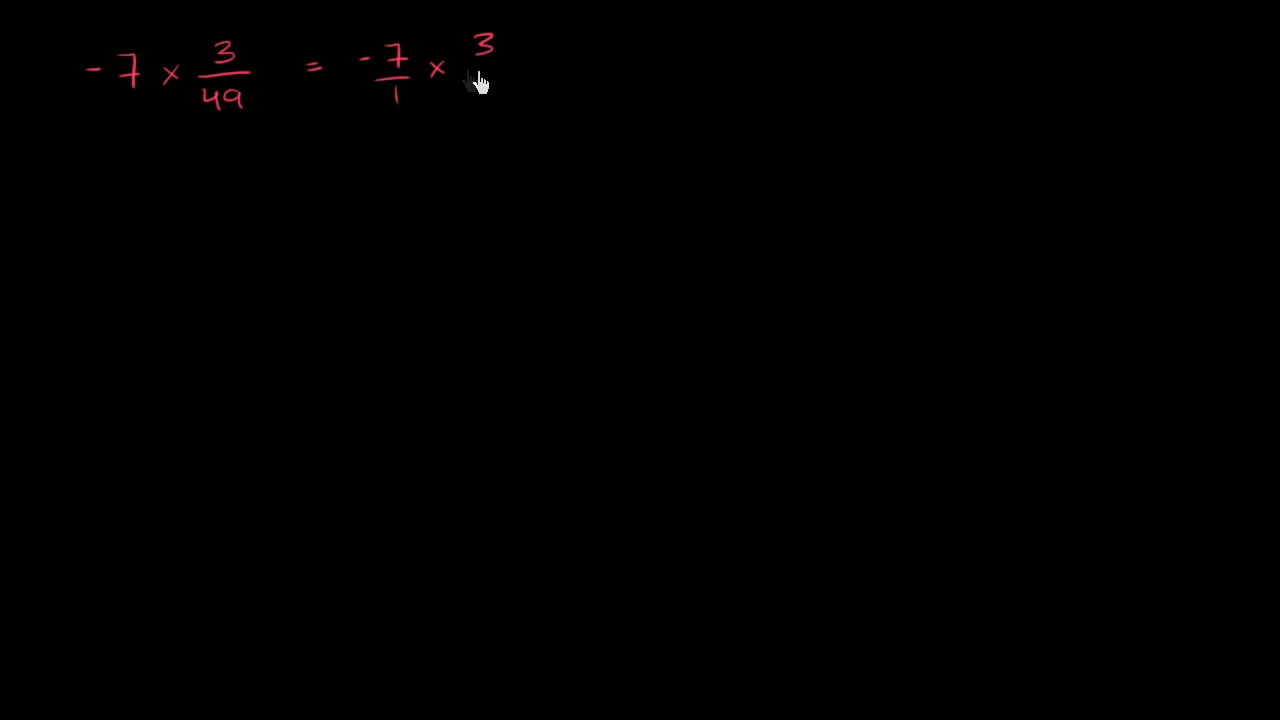 -7 × 3/49 = -7/1 × 3